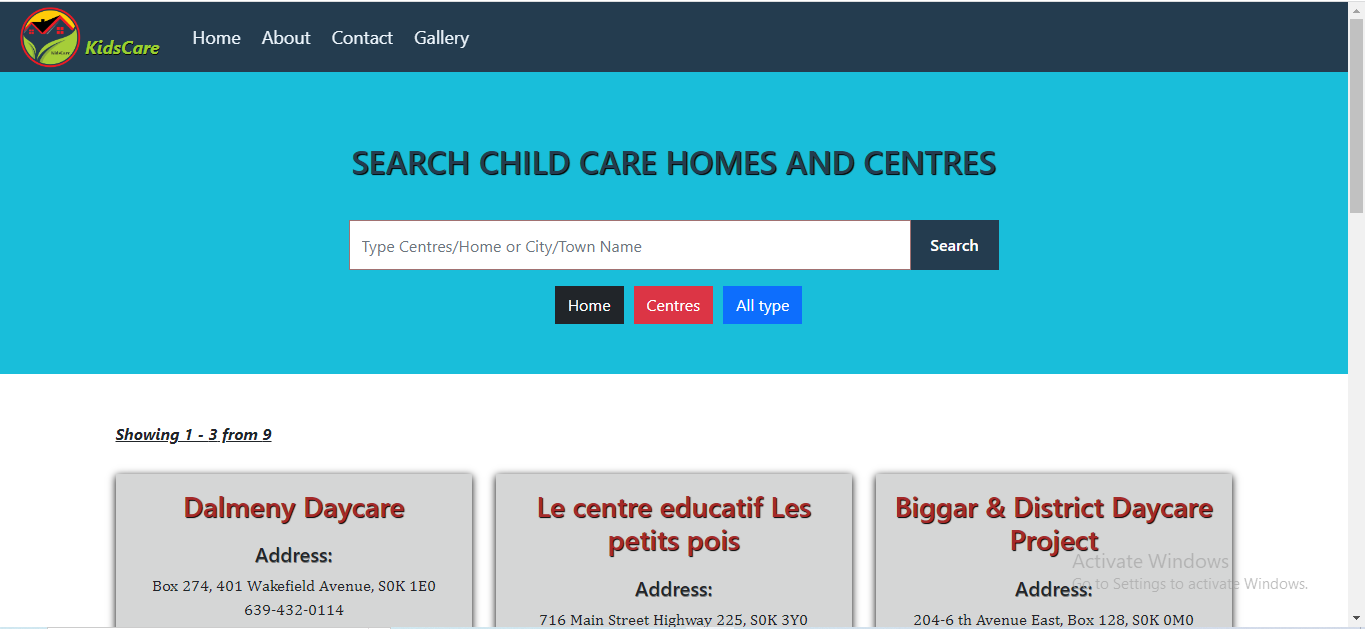 KidsCare
Home About Contact Gallery
SEARCH CHILD CARE HOMES AND CENTRES
Type Centres/Home or City/Town Name
Search
Home Centres All type
Showing 1 - 3 from 9
Dalmeny Daycare
Address:
Box 274, 401 Wakefield Avenue, S0K 1E0
639-432-0114
Le centre educatif Les
petits pois
Address:
716 Main Street Highway 225, S0K 3Y0
Biggar & District Daycare
Project
Address:
204-6 th Avenue East, Box 128, S0K 0M0
Activate Windows
Go to Settings to activate Windows.